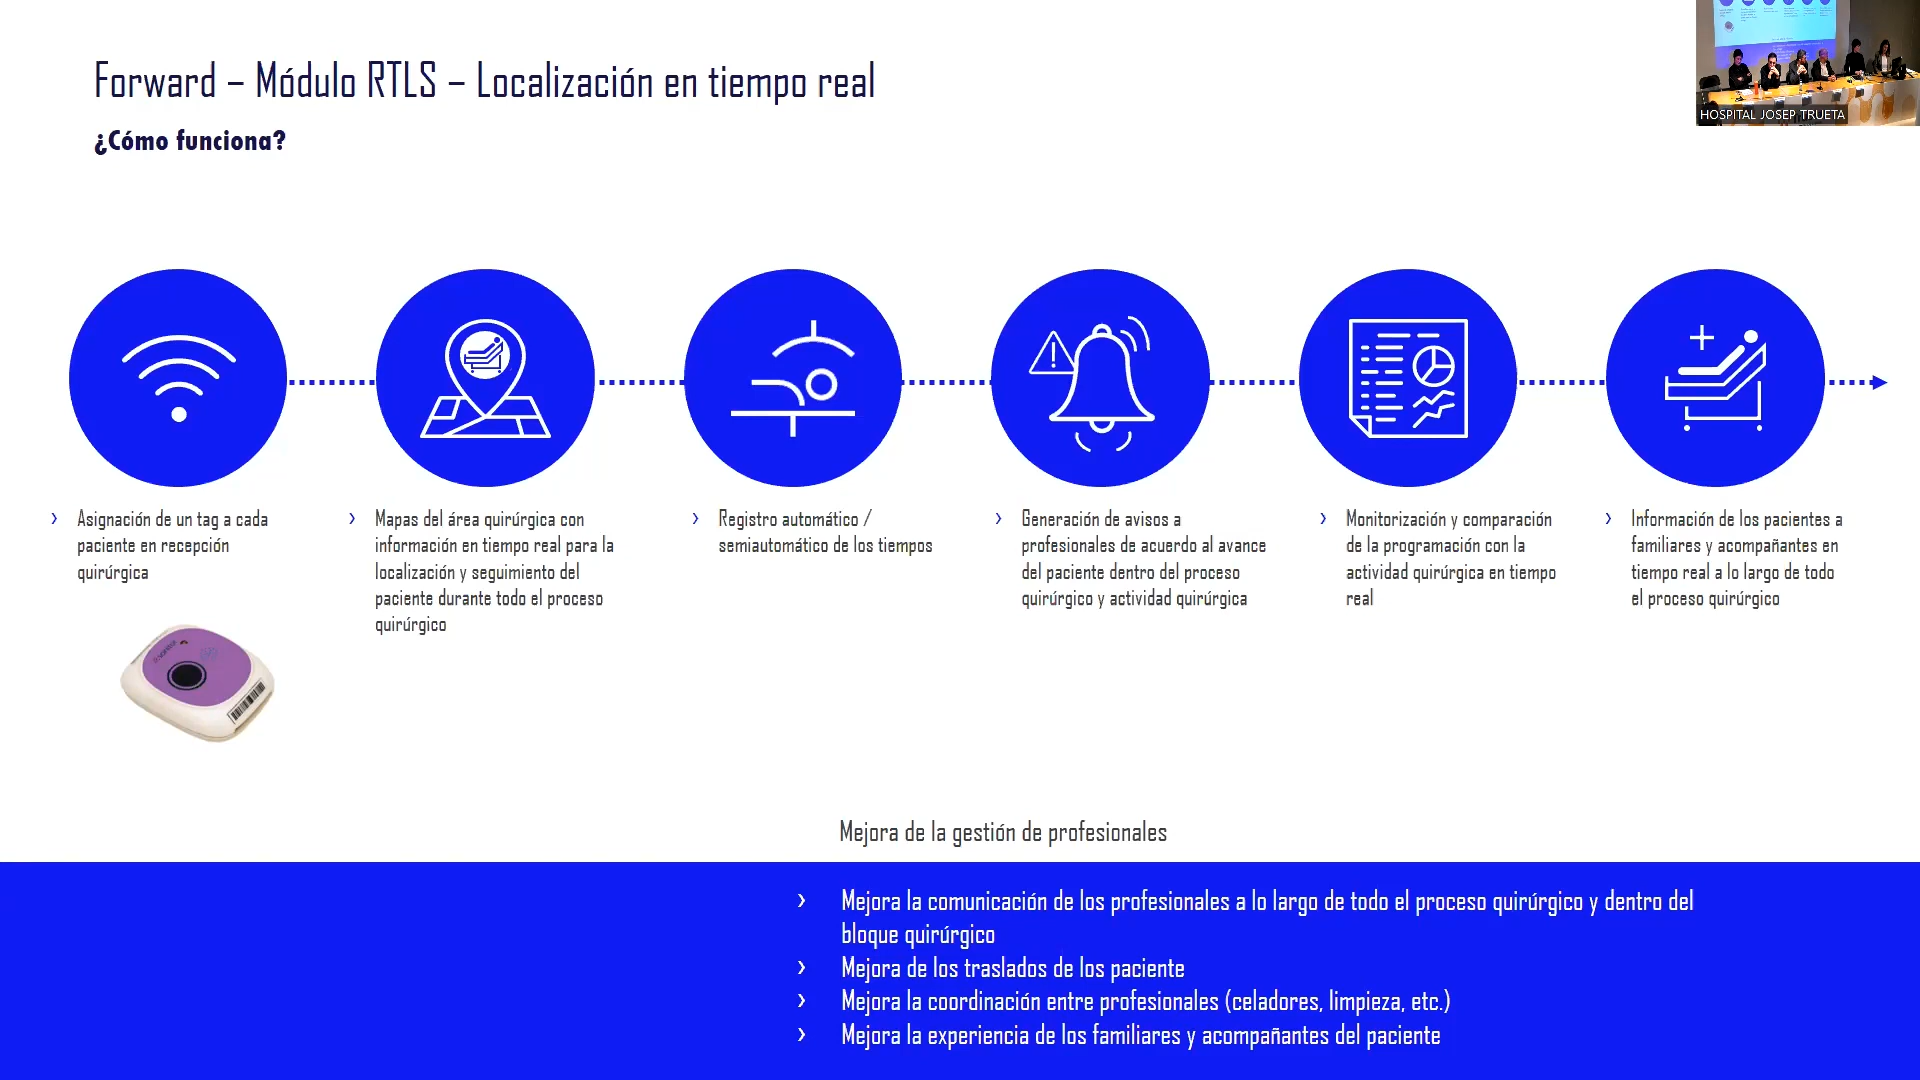 Forward – Módulo RTLS – Localización en tiempo real
¿Cómo funciona?
HOSPITAL JOSEP TRUETA
› Asignación de un tag a cada
paciente en recepción
quirúrgica
› Mapas del área quirúrgica con
información en tiempo real para la
localización y seguimiento del
paciente durante todo el proceso
quirúrgico
› Registro automático /
semiautomático de los tiempos
› Generación de avisos a
profesionales de acuerdo al avance
del paciente dentro del proceso
quirúrgico y actividad quirúrgica
› Monitorización y comparación
de la programación con la
actividad quirúrgica en tiempo
real
› Información de los pacientes a
familiares y acompañantes en
tiempo real a lo largo de todo
el proceso quirúrgico
Mejora de la gestión de profesionales
› Mejora la comunicación de los profesionales a lo largo de todo el proceso quirúrgico y dentro del
bloque quirúrgico
› Mejora de los traslados de los paciente
› Mejora la coordinación entre profesionales (celadores, limpieza, etc.)
› Mejora la experiencia de los familiares y acompañantes del paciente